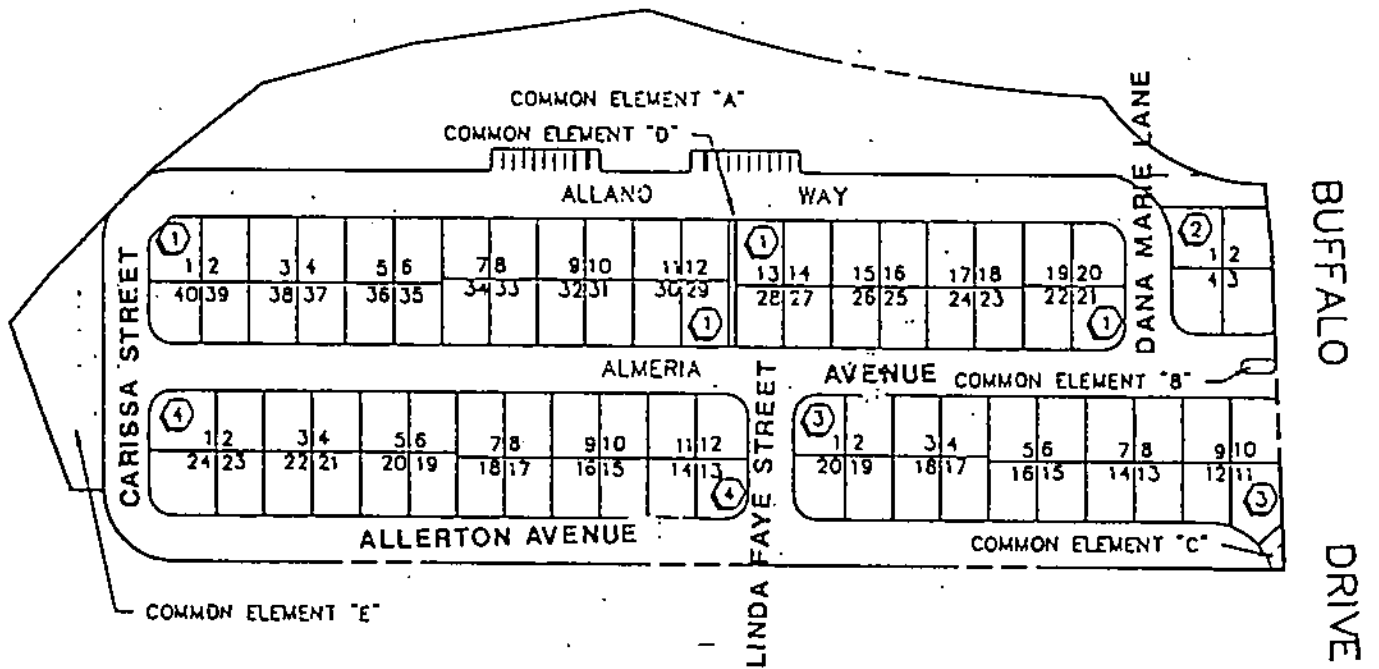 COMMON ELEMENT "A"
COMMON ELEMENT "D"
ALLANO WAY
DANA MARIE LANE
BUFFALO
DRIVE
CARISSA STREET
1 1 2
1 2 3 4 5 6 7 8 9 10 11 12 13 14 15 16 17 18 19 20 1 2
40 39 38 37 36 35 34 33 32 31 30 29 28 27 26 25 24 23 22 21 4 3
1 1
ALMERIA AVENUE
COMMON ELEMENT "B"
LINDA FAYE STREET
4 3
1 2 3 4 5 6 7 8 9 10 11 12 1 2 3 4 5 6 7 8 9 10
24 23 22 21 20 19 18 17 16 15 14 13 20 19 18 17 16 15 14 13 12 11
4 3
ALLERTON AVENUE
COMMON ELEMENT "C"
COMMON ELEMENT "E"